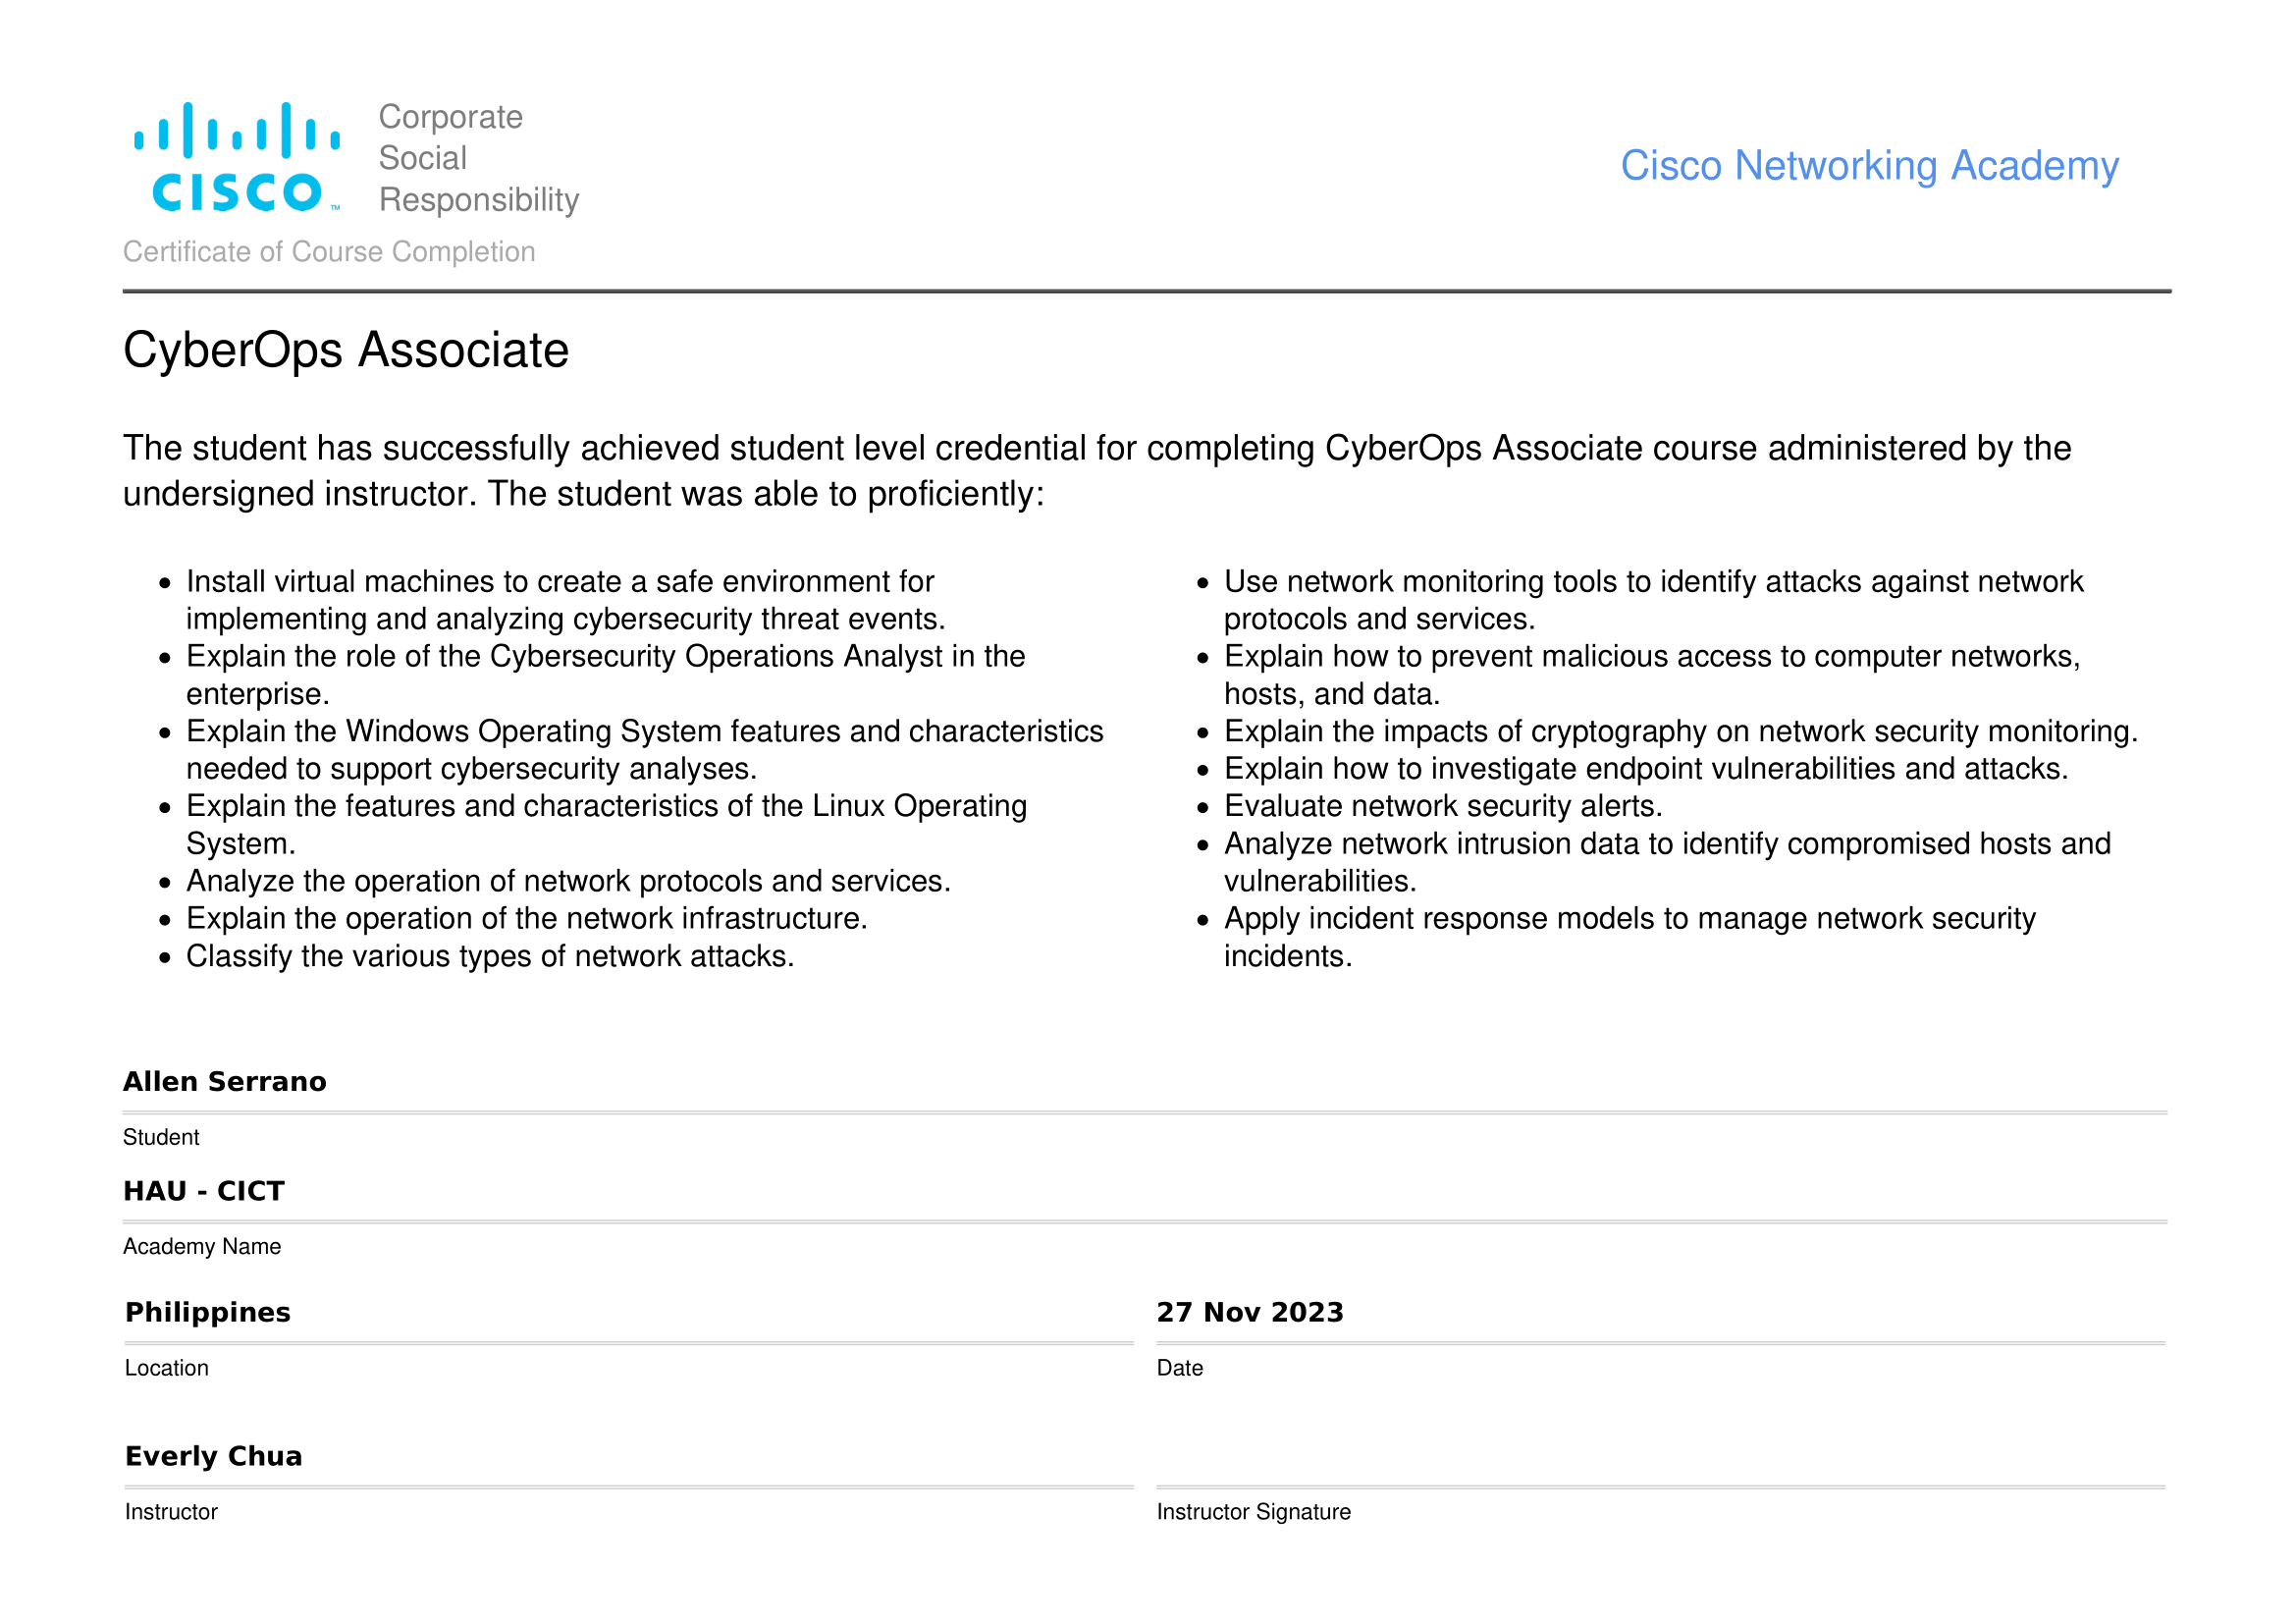 Corporate
Social
Responsibility
CISCO™
Cisco Networking Academy
Certificate of Course Completion
CyberOps Associate
The student has successfully achieved student level credential for completing CyberOps Associate course administered by the
undersigned instructor. The student was able to proficiently:
• Install virtual machines to create a safe environment for
implementing and analyzing cybersecurity threat events.
• Explain the role of the Cybersecurity Operations Analyst in the
enterprise.
• Explain the Windows Operating System features and characteristics
needed to support cybersecurity analyses.
• Explain the features and characteristics of the Linux Operating
System.
• Analyze the operation of network protocols and services.
• Explain the operation of the network infrastructure.
• Classify the various types of network attacks.
• Use network monitoring tools to identify attacks against network
protocols and services.
• Explain how to prevent malicious access to computer networks,
hosts, and data.
• Explain the impacts of cryptography on network security monitoring.
• Explain how to investigate endpoint vulnerabilities and attacks.
• Evaluate network security alerts.
• Analyze network intrusion data to identify compromised hosts and
vulnerabilities.
• Apply incident response models to manage network security
incidents.
Allen Serrano
Student
HAU - CICT
Academy Name
Philippines
Location
27 Nov 2023
Date
Everly Chua
Instructor
Instructor Signature